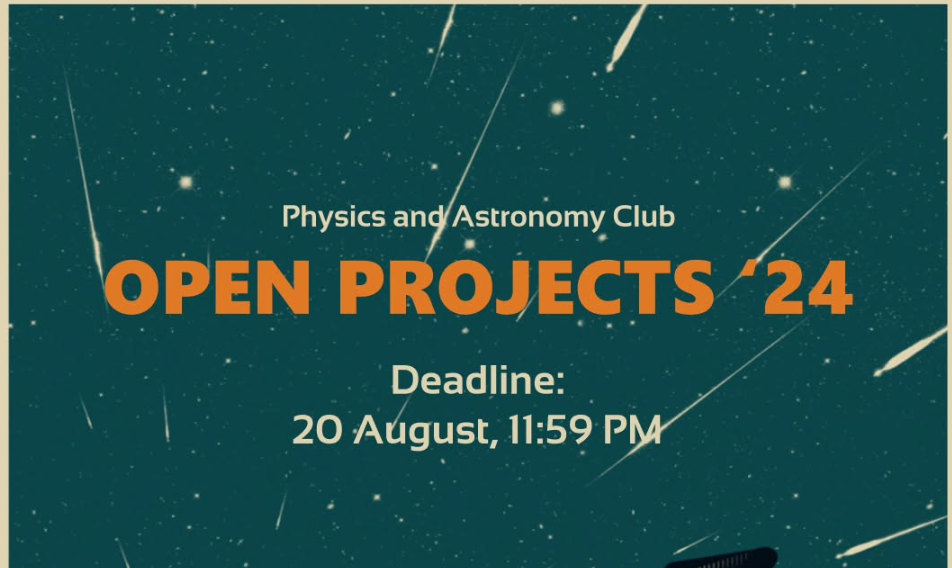 Physics and Astronomy Club
OPEN PROJECTS ‘24
Deadline:
20 August, 11:59 PM